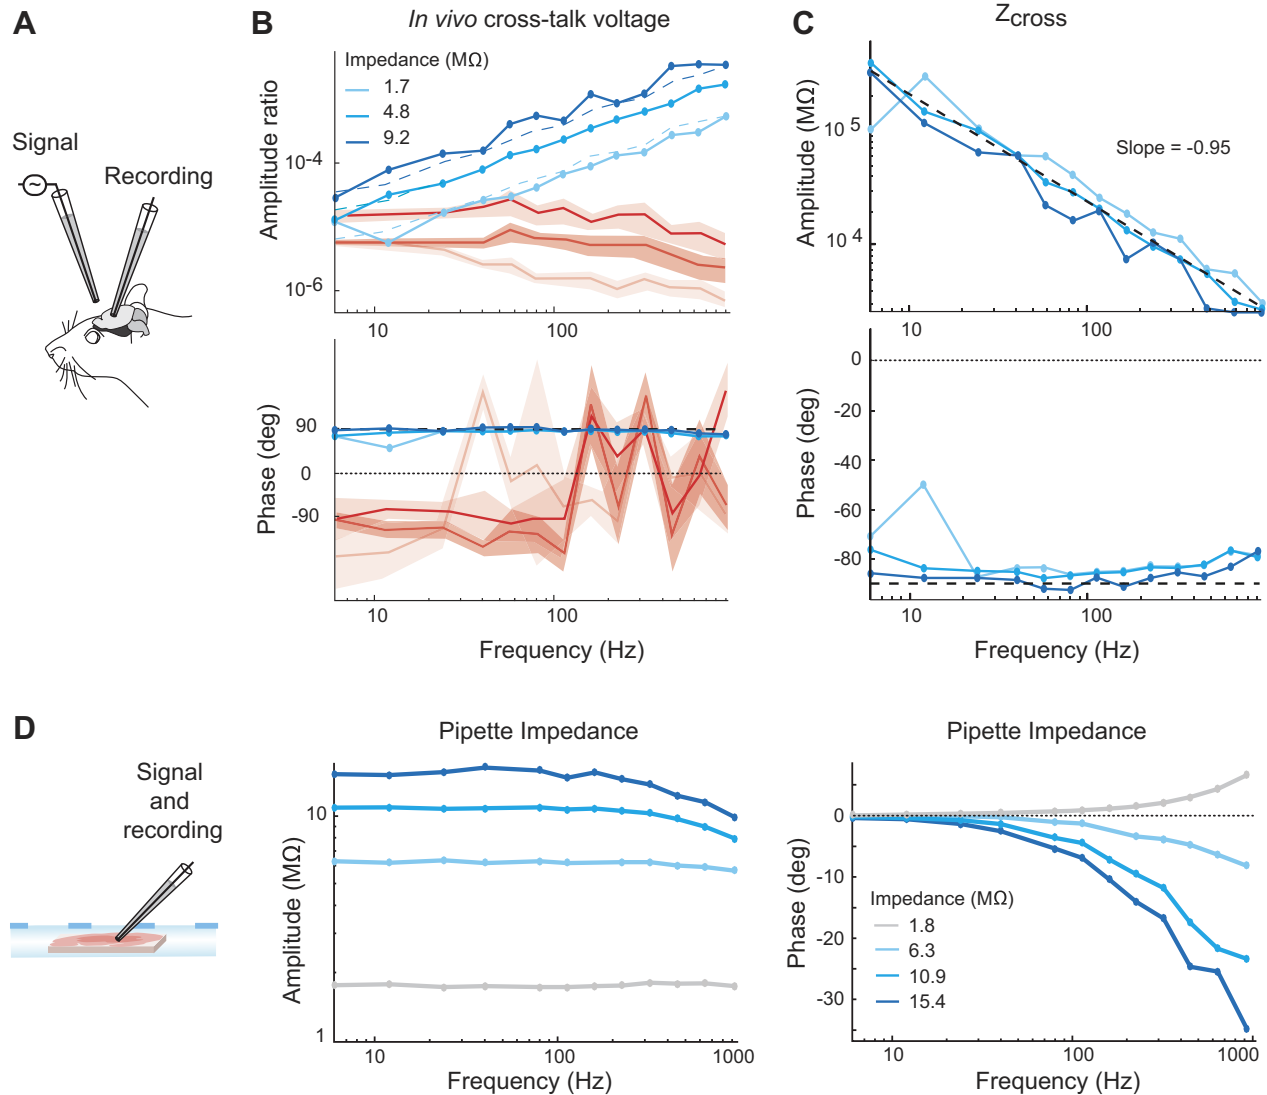 A
Signal
~
Recording
B
In vivo cross-talk voltage
Impedance (MΩ)
1.7
4.8
9.2
Amplitude ratio
10-4
10-6
10
100
Phase (deg)
90
0
-90
10
100
Frequency (Hz)
C
Zcross
Amplitude (MΩ)
10 5
10 4
Slope = -0.95
10
100
Phase (deg)
0
-20
-40
-60
-80
10
100
Frequency (Hz)
D
Signal
and
recording
Pipette Impedance
Amplitude (MΩ)
10
1
10
100
1000
Frequency (Hz)
Pipette Impedance
Phase (deg)
0
-10
-20
-30
Impedance (MΩ)
1.8
6.3
10.9
15.4
10
100
1000
Frequency (Hz)